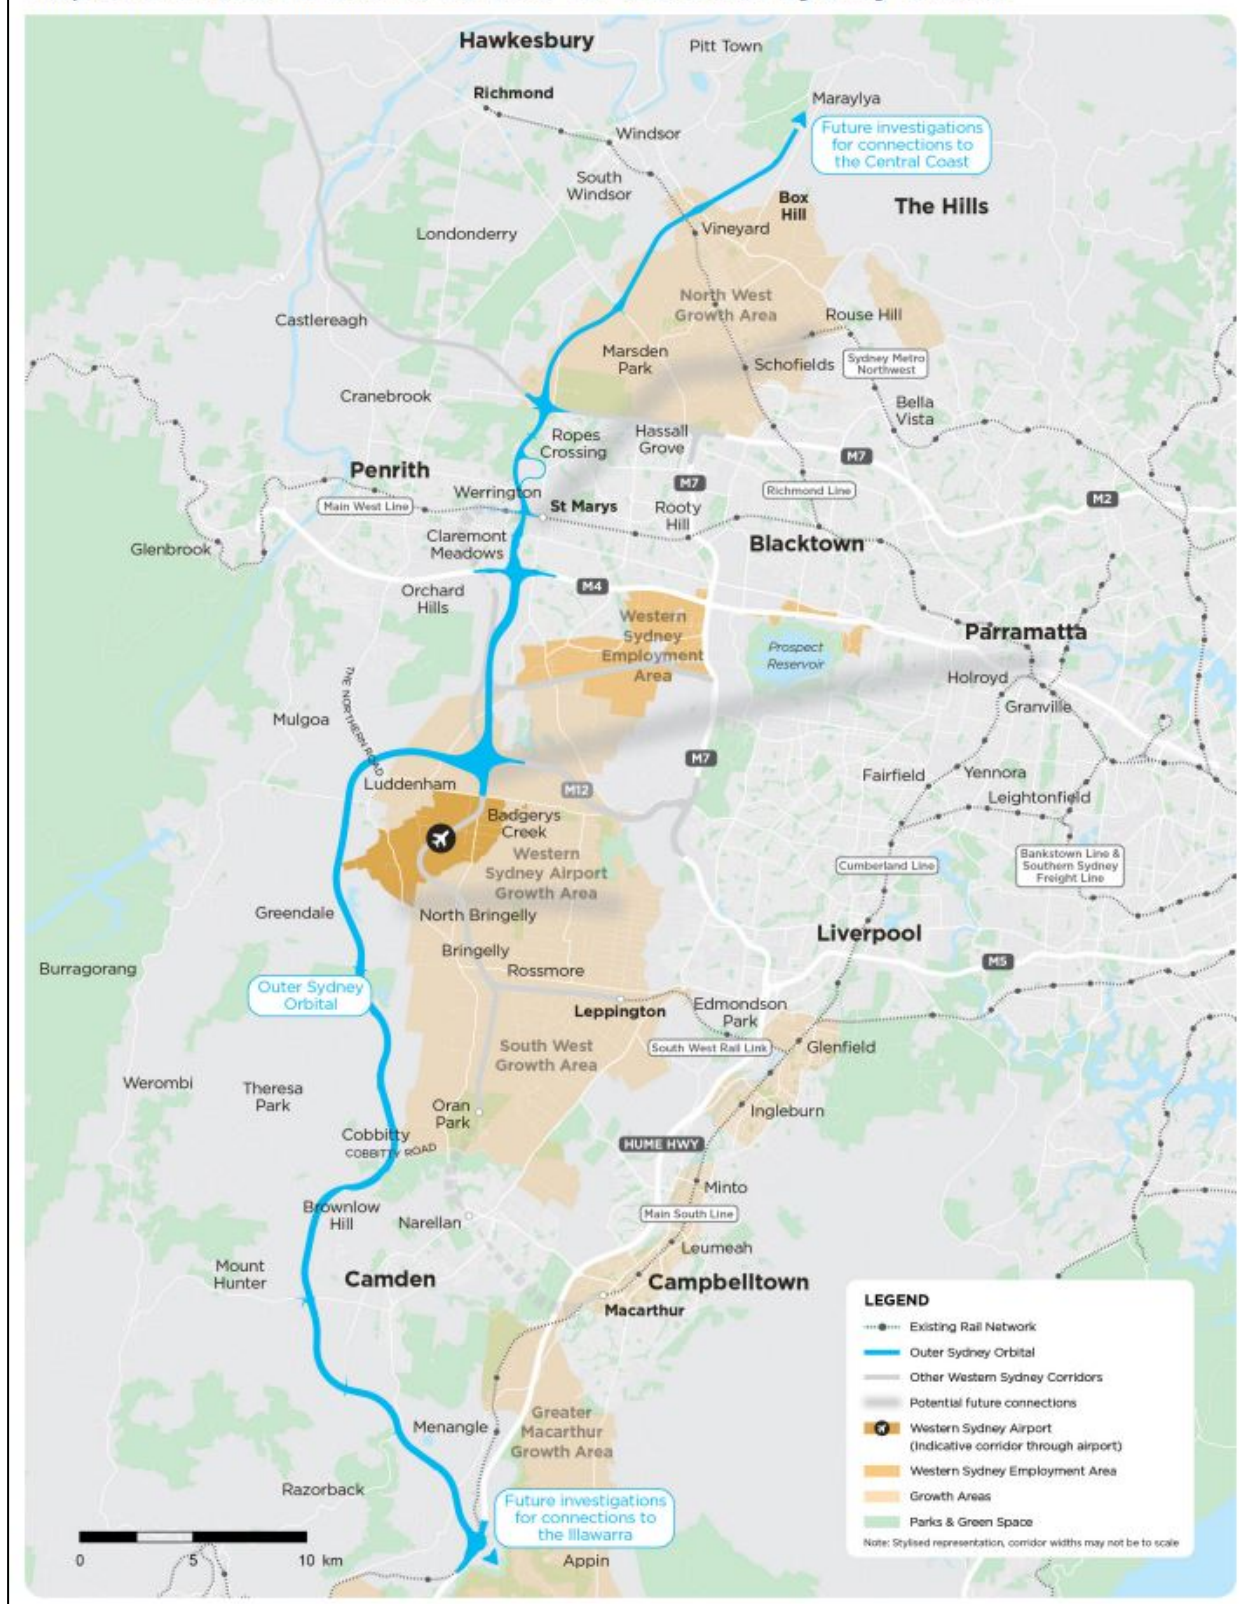 Hawkesbury
Pitt Town
Richmond
Maraylya
Windsor
Future investigations
for connections to
the Central Coast
South
Windsor
Box
Hill
The Hills
Londonderry
Vineyard
North West
Growth Area
Castlereagh
Rouse Hill
Marsden
Park
Schofields
Sydney Metro
Northwest
Cranebrook
Bella
Vista
Ropes
Crossing
Hassall
Grove
M7
Penrith
M7
Richmond Line
M2
Werrington
Main West Line
St Marys
Rooty
Hill
Glenbrook
Claremont
Meadows
Blacktown
Orchard
Hills
M4
Western
Sydney
Employment
Area
Parramatta
Prospect
Reservoir
Holroyd
Granville
THE NORTHERN ROAD
Mulgoa
M7
Luddenham
M12
Fairfield
Yennora
Leightonfield
Badgerys
Creek
Western
Sydney Airport
Growth Area
Cumberland Line
Bankstown Line &
Southern Sydney
Freight Line
Greendale
North Bringelly
Liverpool
Bringelly
M5
Burragorang
Rossmore
Outer Sydney
Orbital
Leppington
Edmondson
Park
South West
Growth Area
South West Rail Link
Glenfield
Werombi
Theresa
Park
Oran
Park
Ingleburn
Cobbitty
COBBITTY ROAD
HUME HWY
Minto
Brownlow
Hill
Narellan
Main South Line
Leumeah
Mount
Hunter
Camden
Campbelltown
Macarthur
LEGEND
Existing Rail Network
Outer Sydney Orbital
Other Western Sydney Corridors
Potential future connections
Western Sydney Airport
(Indicative corridor through airport)
Western Sydney Employment Area
Growth Areas
Parks & Green Space
Note: Stylised representation, corridor widths may not be to scale
Menangle
Greater
Macarthur
Growth Area
Razorback
Future investigations
for connections to
the Illawarra
Appin
0 5 10 km